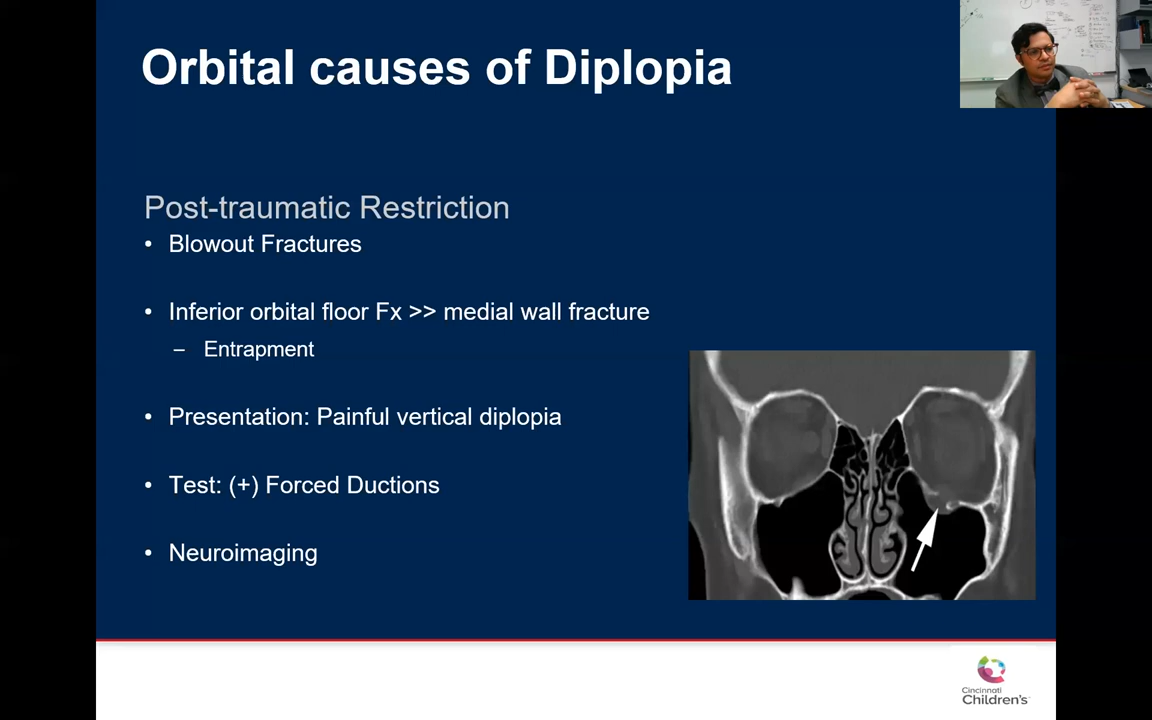 Orbital causes of Diplopia
Post-traumatic Restriction
• Blowout Fractures
• Inferior orbital floor Fx >> medial wall fracture
– Entrapment
• Presentation: Painful vertical diplopia
• Test: (+) Forced Ductions
• Neuroimaging
Cincinnati
Children's